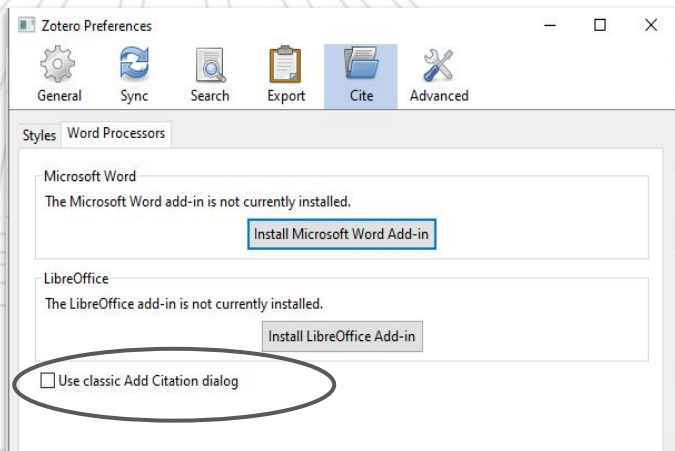 Zotero Preferences
General Sync Search Export Cite Advanced
Styles Word Processors
Microsoft Word
The Microsoft Word add-in is not currently installed.
Install Microsoft Word Add-in
LibreOffice
The LibreOffice add-in is not currently installed.
Install LibreOffice Add-in
Use classic Add Citation dialog